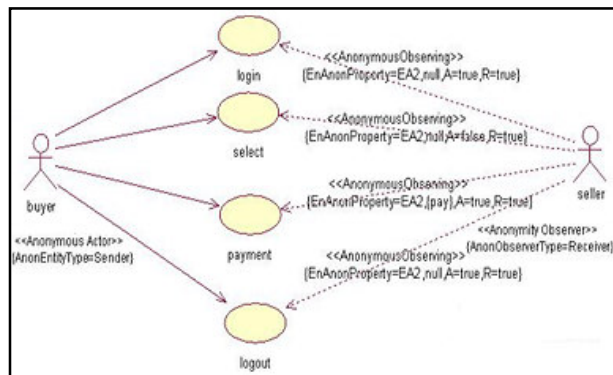 <<AnonymousObserving>>
login
{EnAnonProporty=EA2,null,A=true,R=true}
<<AnonymousObserving>>
{EnAnonProperty=EA2,null,A=false,R=true}
select
buyer
seller
<<AnonymousObserving>>
{EnAnonProperty=EA2,{pay},A=true,R=true}
<<Anonymous Actor>>
{AnonEntityType=Sender}
payment
<<Anonymity Observer>>
{AnonObserverType=Receiver}
<<AnonymousObserving>>
{EnAnonProperty=EA2,null,A=true,R=true}
logout